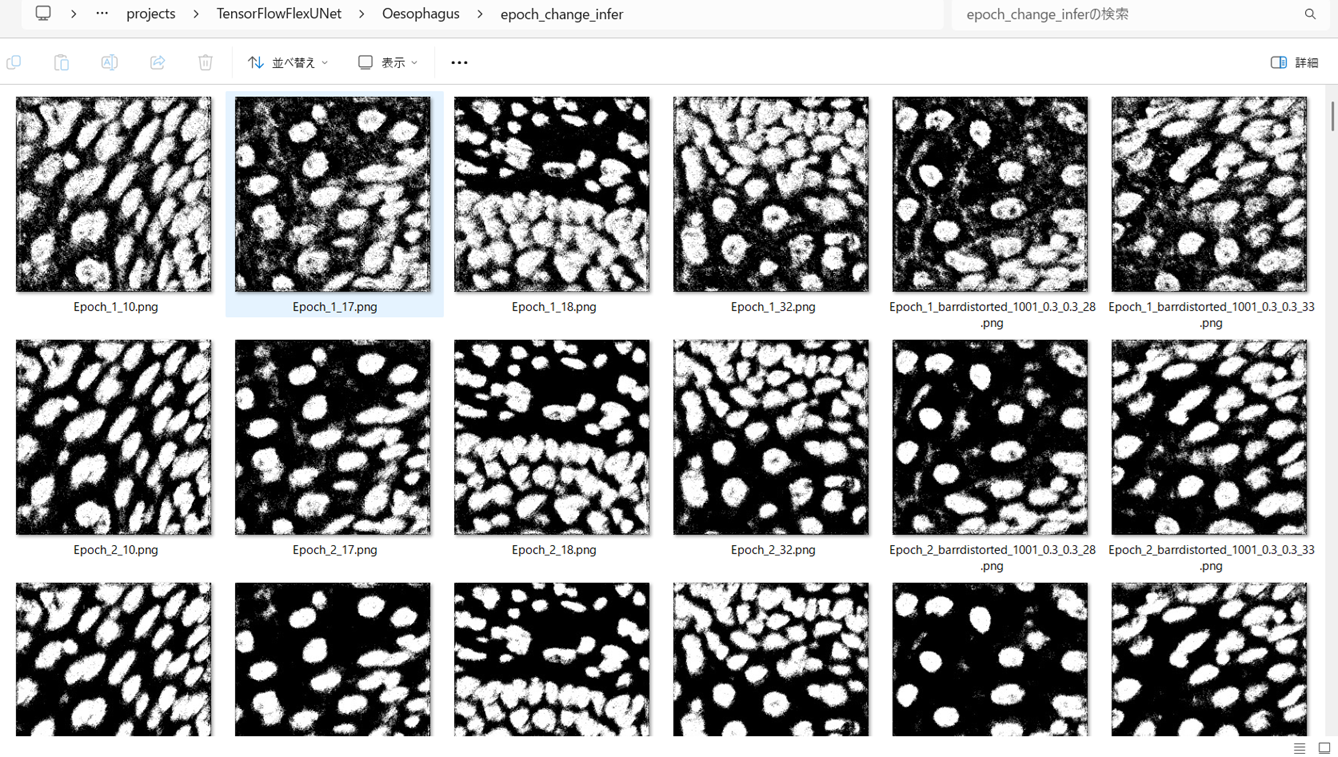 projects > TensorFlowFlexUNet > Oesophagus > epoch_change_infer
epoch_change_inferの検索
並べ替え
表示
詳細
Epoch_1_10.png
Epoch_1_17.png
Epoch_1_18.png
Epoch_1_32.png
Epoch_1_barrdistorted_1001_0.3_0.3_28
.png
Epoch_1_barrdistorted_1001_0.3_0.3_33
.png
Epoch_2_10.png
Epoch_2_17.png
Epoch_2_18.png
Epoch_2_32.png
Epoch_2_barrdistorted_1001_0.3_0.3_28
.png
Epoch_2_barrdistorted_1001_0.3_0.3_33
.png